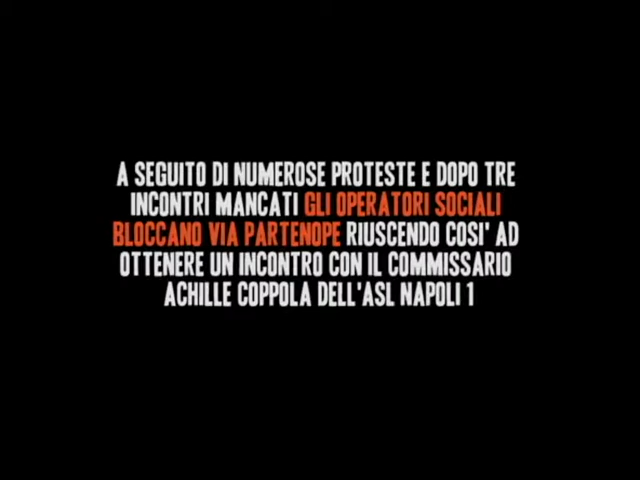 A SEGUITO DI NUMEROSE PROTESTE E DOPO TRE
INCONTRI MANCATI GLI OPERATORI SOCIALI
BLOCCANO VIA PARTENOPE RIUSCENDO COSI' AD
OTTENERE UN INCONTRO CON IL COMMISSARIO
ACHILLE COPPOLA DELL'ASL NAPOLI 1